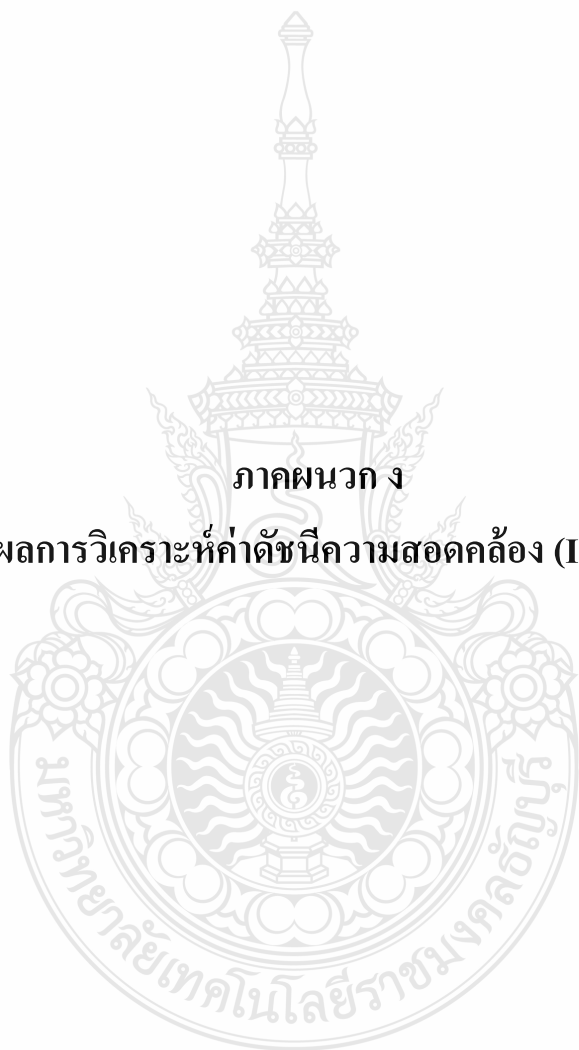 ภาคผนวก ง
ผลการวิเคราะห์ค่าดัชนีความสอดคล้อง
มหาวิทยาลัยเทคโนโลยีราชมงคลธัญบุรี